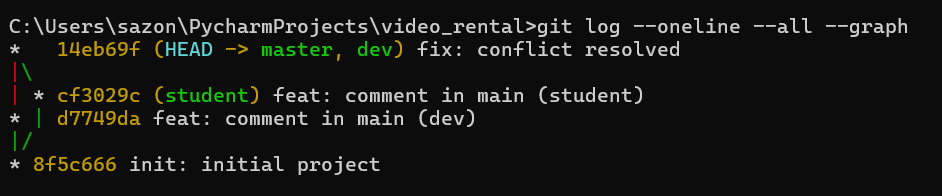 C:\Users\sazon\PycharmProjects\video_rental>git log --oneline --all --graph
*   14eb69f (HEAD -> master, dev) fix: conflict resolved
|\
| * cf3029c (student) feat: comment in main (student)
* | d7749da feat: comment in main (dev)
|/
* 8f5c666 init: initial project